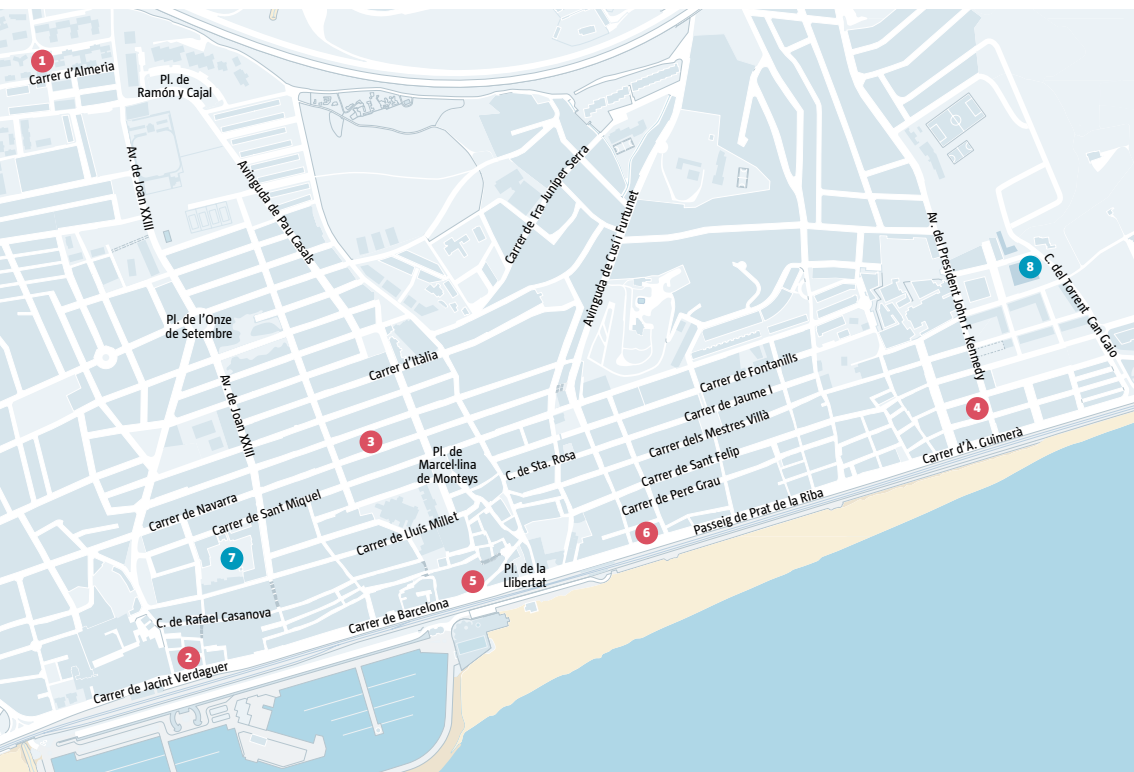 1
Carrer d'Almeria
Pl. de
Ramón y Cajal
Av. de Joan XXIII
Avinguda de Pau Casals
Carrer de Fra Juníper Serra
Avinguda de Cusí i Furtunet
Av. del President John F. Kennedy
8
C. del Torrent Can Gaio
Pl. de l'Onze
de Setembre
Av. de Joan XXIII
Carrer d'Itàlia
Carrer de Fontanills
Carrer de Jaume I
Carrer dels Mestres Villà
Carrer de Sant Felip
Carrer de Pere Grau
4
Carrer d'À. Guimerà
3
Pl. de
Marcel·lina
de Monteys
C. de Sta. Rosa
Carrer de Navarra
Carrer de Sant Miquel
Carrer de Lluís Millet
Passeig de Prat de la Riba
6
7
5
Pl. de la
Llibertat
C. de Rafael Casanova
Carrer de Barcelona
2
Carrer de Jacint Verdaguer